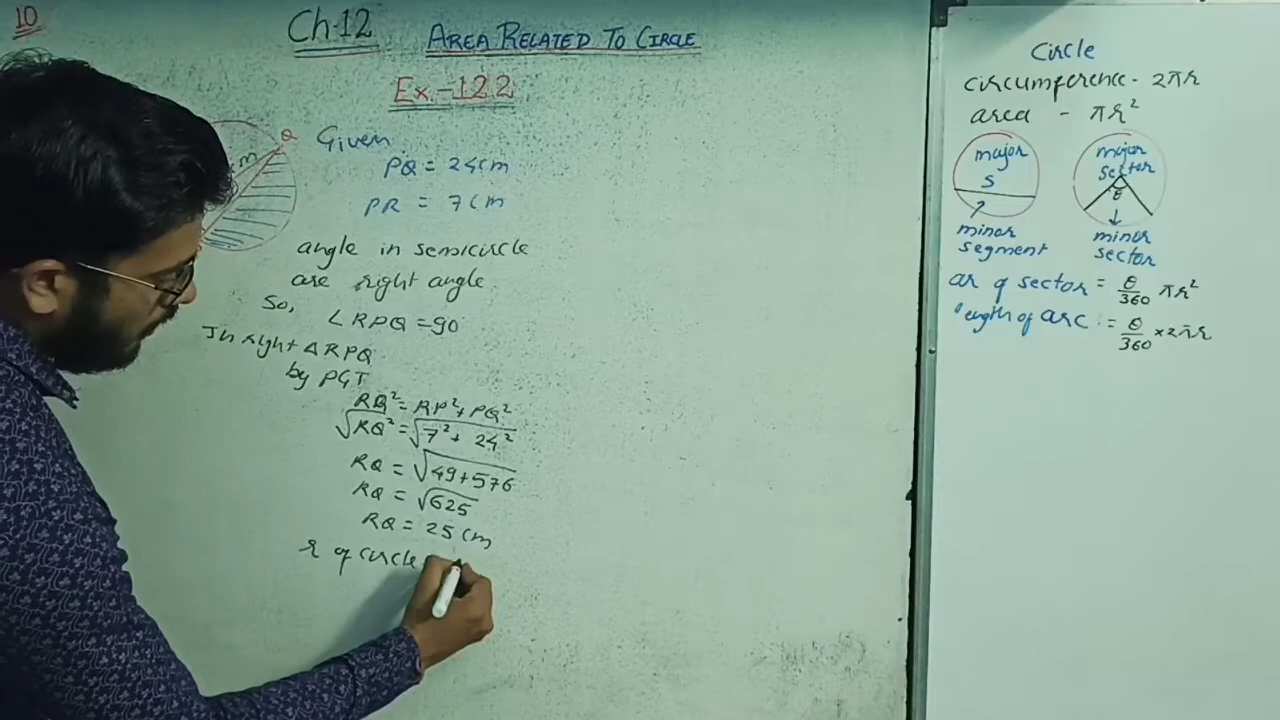 10
Ch-12
AREA RELATED TO CIRCLE
Ex.-12.2
Q
m
Given
PQ = 24cm
PR = 7cm
angle in semicircle
are right angle
So,
∠RPQ = 90
In right △RPQ
by PGT
RQ² = RP² + PQ²
√RQ² = √7² + 24²
RQ = √49+576
RQ = √625
RQ = 25 cm
r of circle
Circle
circumference - 2πr
area - πr²
major
s
minor
segment
major
sector
θ
minor
sector
ar of sector = θ/360 πr²
length of arc = θ/360 × 2πr